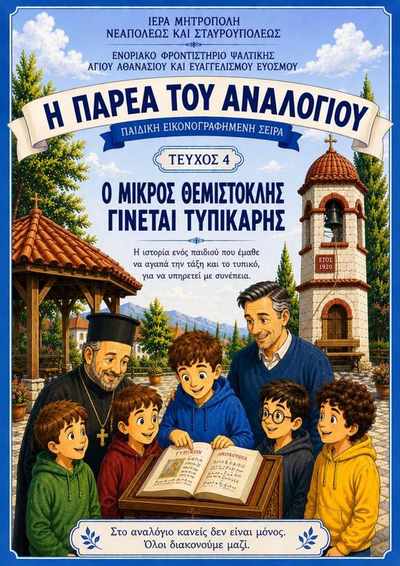 ΙΕΡΑ ΜΗΤΡΟΠΟΛΗ
ΝΕΑΠΟΛΕΩΣ ΚΑΙ ΣΤΑΥΡΟΥΠΟΛΕΩΣ
ΕΝΟΡΙΑΚΟ ΦΡΟΝΤΙΣΤΗΡΙΟ ΨΑΛΤΙΚΗΣ
ΑΓΙΟΥ ΑΘΑΝΑΣΙΟΥ ΚΑΙ ΕΥΑΓΓΕΛΙΣΜΟΥ ΕΥΟΣΜΟΥ
Η ΠΑΡΕΑ ΤΟΥ ΑΝΑΛΟΓΙΟΥ
ΠΑΙΔΙΚΗ ΕΙΚΟΝΟΓΡΑΦΗΜΕΝΗ ΣΕΙΡΑ
ΤΕΥΧΟΣ 4
Ο ΜΙΚΡΟΣ ΘΕΜΙΣΤΟΚΛΗΣ
ΓΙΝΕΤΑΙ ΤΥΠΙΚΑΡΗΣ
Η ιστορία ενός παιδιού που έμαθε
να αγαπά την τάξη και το τυπικό,
για να υπηρετεί με συνέπεια.
ΕΤΟΣ
1920
ΤΥΠΙΚΟΝ
Στο αναλόγιο κανείς δεν είναι μόνος.
Όλοι διακονούμε μαζί.